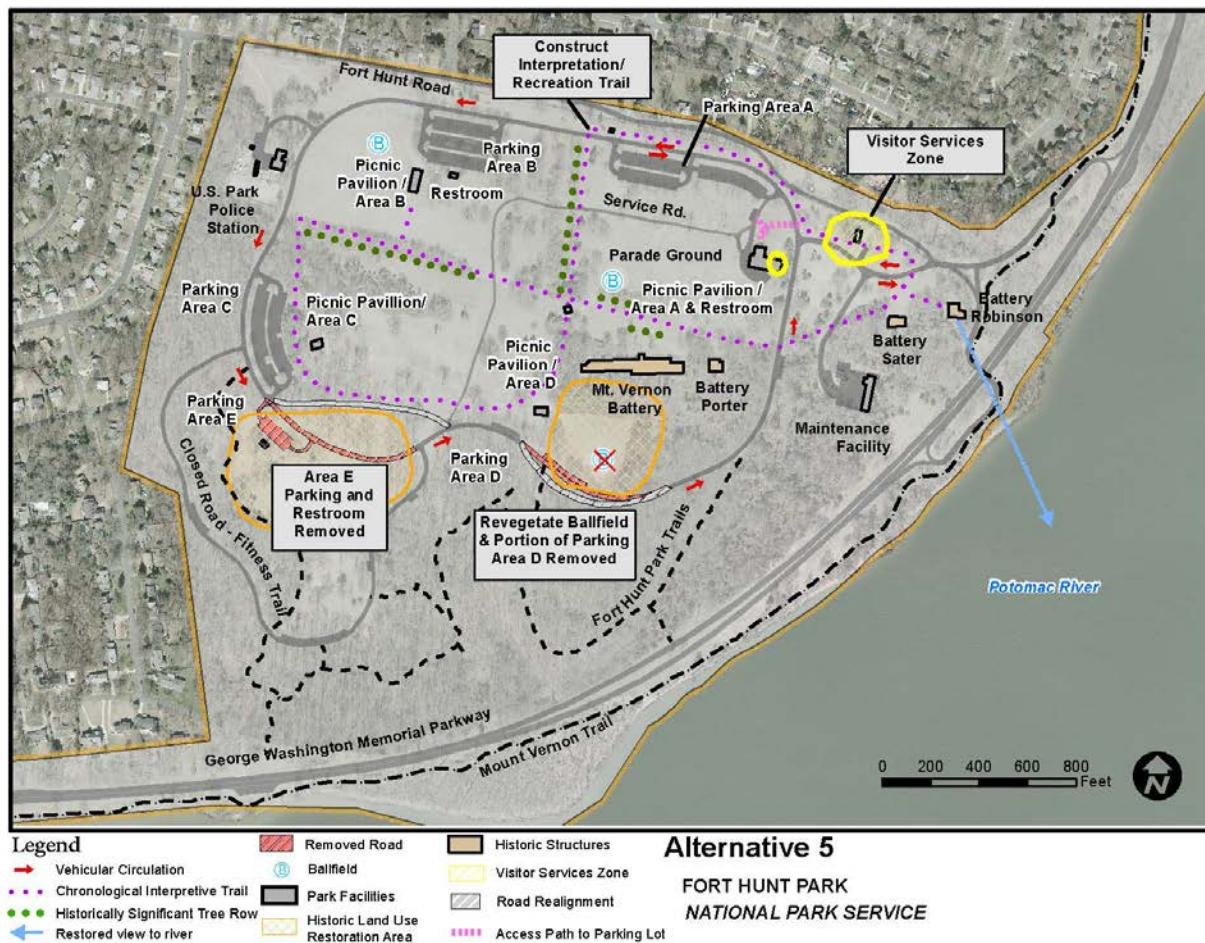 Construct
Interpretation/
Recreation Trail
Fort Hunt Road
Parking Area A
Visitor Services
Zone
B
Picnic
Pavilion /
Area B
Parking
Area B
Restroom
U.S. Park
Police
Station
Service Rd.
Parade Ground
B
Picnic Pavilion /
Area A & Restroom
Parking
Area C
Picnic Pavillion/
Area C
Battery
Robinson
Battery
Sater
Picnic
Pavilion /
Area D
Mt. Vernon
Battery
Battery
Porter
Parking
Area E
Maintenance
Facility
B
Closed Road - Fitness Trail
Area E
Parking and
Restroom
Removed
Parking
Area D
Revegetate Ballfield
& Portion of Parking
Area D Removed
Fort Hunt Park Trails
Potomac River
George Washington Memorial Parkway
Mount Vernon Trail
0 200 400 600 800
Feet
N
Legend
Vehicular Circulation
Chronological Interpretive Trail
Historically Significant Tree Row
Restored view to river
Removed Road
B Ballfield
Park Facilities
Historic Land Use
Restoration Area
Historic Structures
Visitor Services Zone
Road Realignment
Access Path to Parking Lot
Alternative 5
FORT HUNT PARK
NATIONAL PARK SERVICE